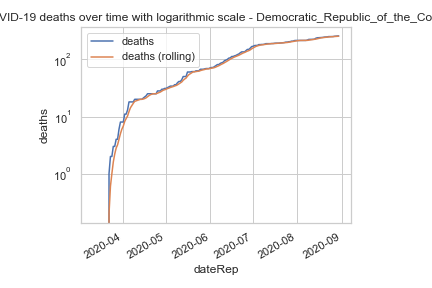 VID-19 deaths over time with logarithmic scale - Democratic_Republic_of_the_Co
deaths
deaths (rolling)
10²
10¹
10⁰
deaths
2020-04
2020-05
2020-06
2020-07
2020-08
2020-09
dateRep